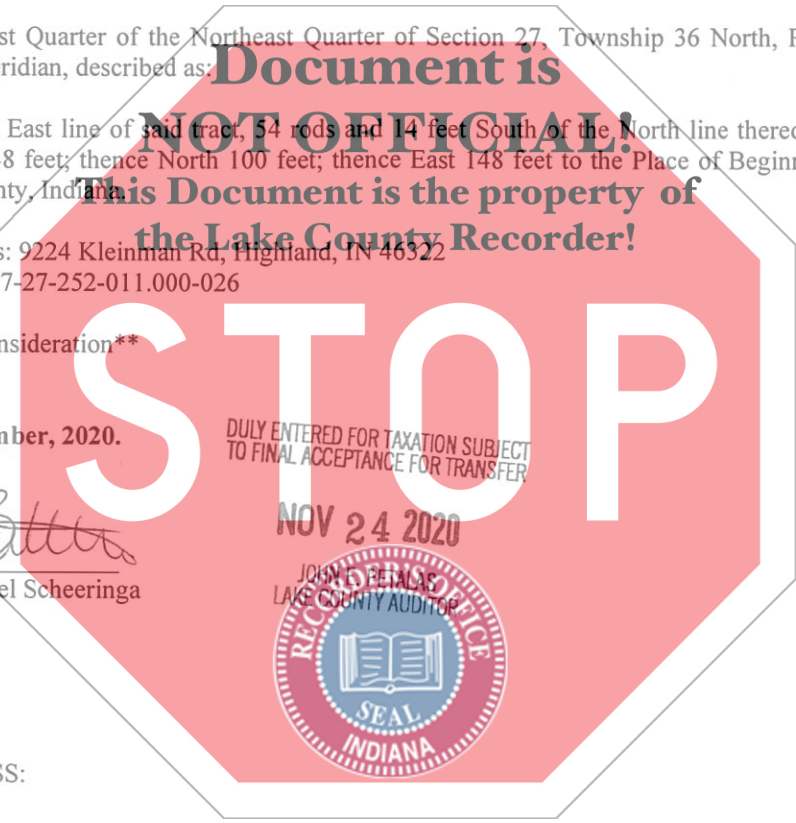 st Quarter of the Northeast Quarter of Section 27, Township 36 North, R
ridian, described as:
Document is
NOT OFFICIAL!
East line of said tract, 54 rods and 14 feet South of the North line thered
8 feet; thence North 100 feet; thence East 148 feet to the Place of Beginn
nty, Indiana.
This Document is the property of
the Lake County Recorder!
s: 9224 Kleinman Rd, Highland, IN 46322
7-27-252-011.000-026
nsideration**
STOP
mber, 2020.
DULY ENTERED FOR TAXATION SUBJECT
TO FINAL ACCEPTANCE FOR TRANSFER
NOV 24 2020
JOHN E. PETALAS
LAKE COUNTY AUDITOR
el Scheeringa
RECORDER'S OFFICE
SEAL
INDIANA
SS: